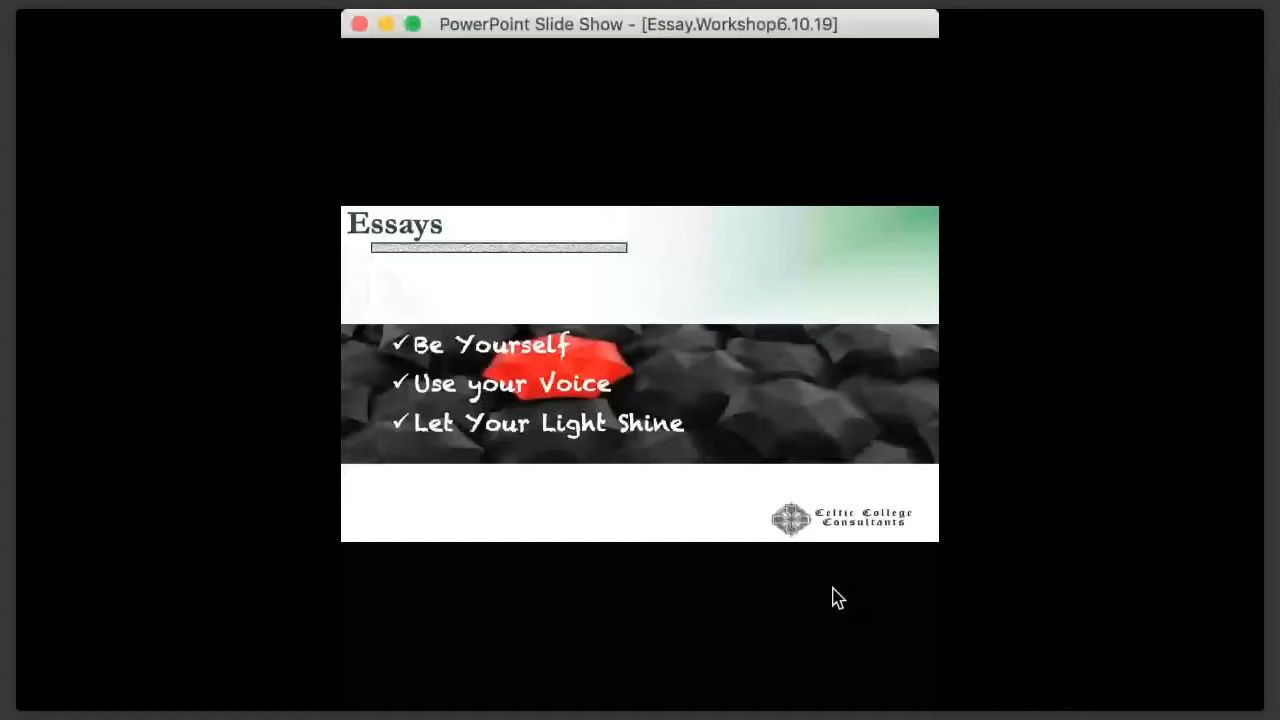 PowerPoint Slide Show - [Essay.Workshop6.10.19]
Essays
✓Be Yourself
✓Use your Voice
✓Let Your Light Shine
Celtic College
Consultants